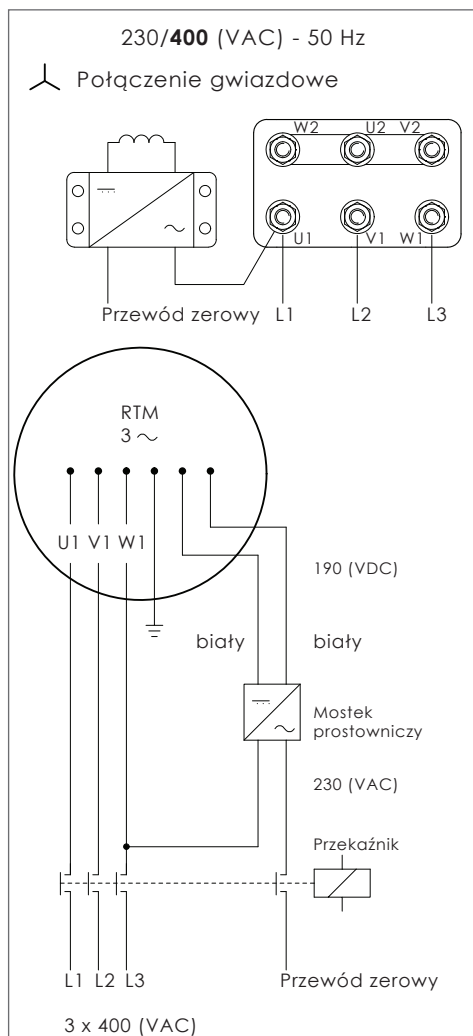 230/400 (VAC) - 50 Hz
Połączenie gwiazdowe
W2 U2 V2
U1 V1 W1
Przewód zerowy L1 L2 L3
RTM
3 ~
U1 V1 W1
190 (VDC)
biały biały
Mostek
prostowniczy
230 (VAC)
Przekaźnik
L1 L2 L3 Przewód zerowy
3 x 400 (VAC)